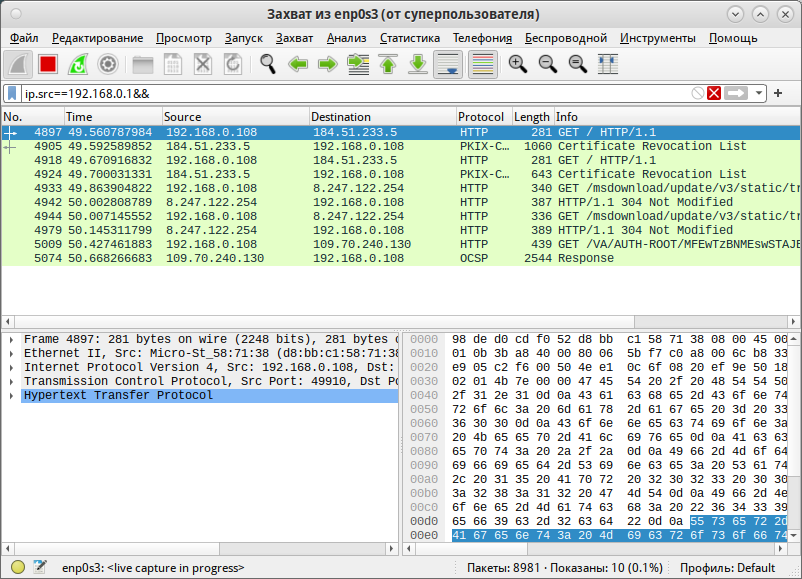 Захват из enp0s3 (от суперпользователя)
Файл Редактирование Просмотр Запуск Захват Анализ Статистика Телефония Беспроводной Инструменты Помощь
ip.src==192.168.0.1&&
No. Time Source Destination Protocol Length Info
4897 49.560787984 192.168.0.108 184.51.233.5 HTTP 281 GET / HTTP/1.1
4905 49.592589852 184.51.233.5 192.168.0.108 PKIX-C… 1060 Certificate Revocation List
4918 49.670916832 192.168.0.108 184.51.233.5 HTTP 281 GET / HTTP/1.1
4924 49.700031331 184.51.233.5 192.168.0.108 PKIX-C… 643 Certificate Revocation List
4933 49.863904822 192.168.0.108 8.247.122.254 HTTP 340 GET /msdownload/update/v3/static/tr
4942 50.002808789 8.247.122.254 192.168.0.108 HTTP 387 HTTP/1.1 304 Not Modified
4944 50.007145552 192.168.0.108 8.247.122.254 HTTP 336 GET /msdownload/update/v3/static/tr
4979 50.145311799 8.247.122.254 192.168.0.108 HTTP 389 HTTP/1.1 304 Not Modified
5009 50.427461883 192.168.0.108 109.70.240.130 HTTP 439 GET /VA/AUTH-ROOT/MFEwTzBNMEswSTAJB
5074 50.668266683 109.70.240.130 192.168.0.108 OCSP 2544 Response
Frame 4897: 281 bytes on wire (2248 bits), 281 bytes c
Ethernet II, Src: Micro-St_58:71:38 (d8:bb:c1:58:71:38
Internet Protocol Version 4, Src: 192.168.0.108, Dst:
Transmission Control Protocol, Src Port: 49910, Dst Po
Hypertext Transfer Protocol
0000 98 de d0 cd f0 52 d8 bb c1 58 71 38 08 00 45 00
0010 01 0b 3b a8 40 00 80 06 5b f7 c0 a8 00 6c b8 33
0020 e9 05 c2 f6 00 50 4e e1 0c 6f 08 20 ef 9e 50 18
0030 02 01 4b 7e 00 00 47 45 54 20 2f 20 48 54 54 50
0040 2f 31 2e 31 0d 0a 43 61 63 68 65 2d 43 6f 6e 74
0050 72 6f 6c 3a 20 6d 61 78 2d 61 67 65 20 3d 20 33
0060 36 30 30 0d 0a 43 6f 6e 6e 65 63 74 69 6f 6e 3a
0070 20 4b 65 65 70 2d 41 6c 69 76 65 0d 0a 41 63 63
0080 65 70 74 3a 20 2a 2f 2a 0d 0a 49 66 2d 4d 6f 64
0090 69 66 69 65 64 2d 53 69 6e 63 65 3a 20 53 61 74
00a0 2c 20 31 35 20 41 70 72 20 32 30 32 33 20 30 30
00b0 3a 32 38 3a 31 32 20 47 4d 54 0d 0a 49 66 2d 4e
00c0 6f 6e 65 2d 4d 61 74 63 68 3a 20 22 36 34 33 39
00d0 65 66 39 63 2d 32 63 64 22 0d 0a 55 73 65 72 2d
00e0 41 67 65 6e 74 3a 20 4d 69 63 72 6f 73 6f 66 74
enp0s3: <live capture in progress>
Пакеты: 8981 · Показаны: 10 (0.1%)
Профиль: Default